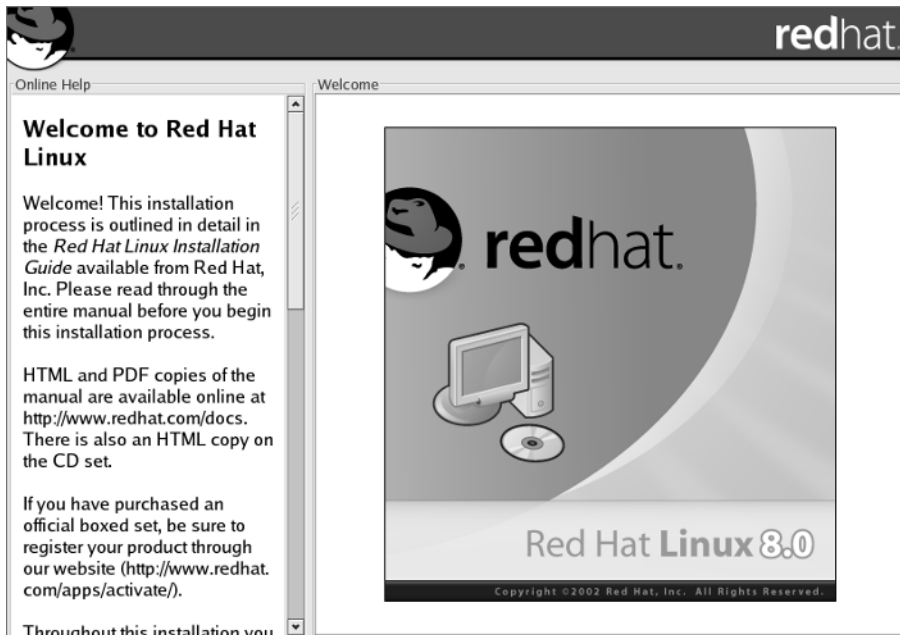 redhat.
Online Help
Welcome to Red Hat
Linux
Welcome! This installation
process is outlined in detail in
the Red Hat Linux Installation
Guide available from Red Hat,
Inc. Please read through the
entire manual before you begin
this installation process.
HTML and PDF copies of the
manual are available online at
http://www.redhat.com/docs.
There is also an HTML copy on
the CD set.
If you have purchased an
official boxed set, be sure to
register your product through
our website (http://www.redhat.
com/apps/activate/).
Throughout this installation you
Welcome
redhat.
Red Hat Linux 8.0
Copyright ©2002 Red Hat, Inc. All Rights Reserved.